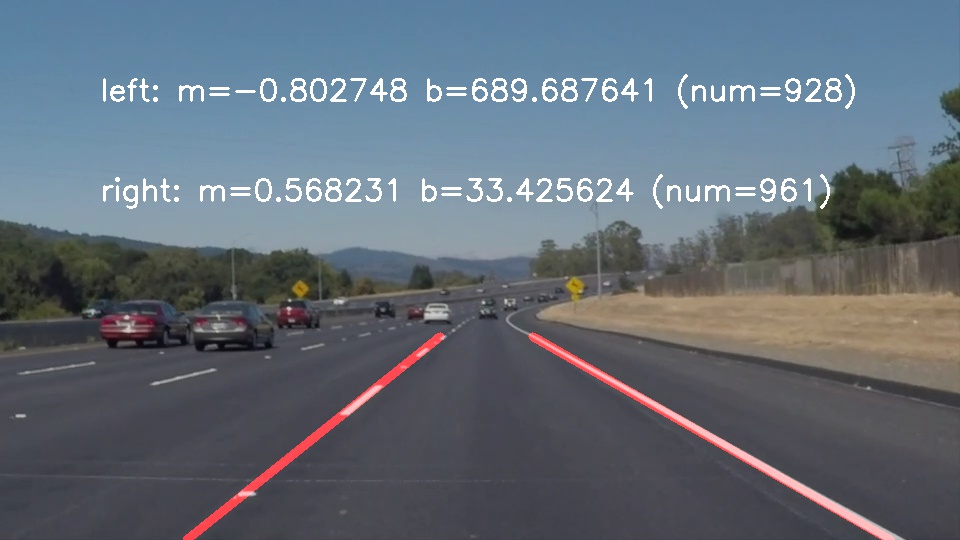 left: m=-0.802748 b=689.687641 (num=928)
right: m=0.568231 b=33.425624 (num=961)